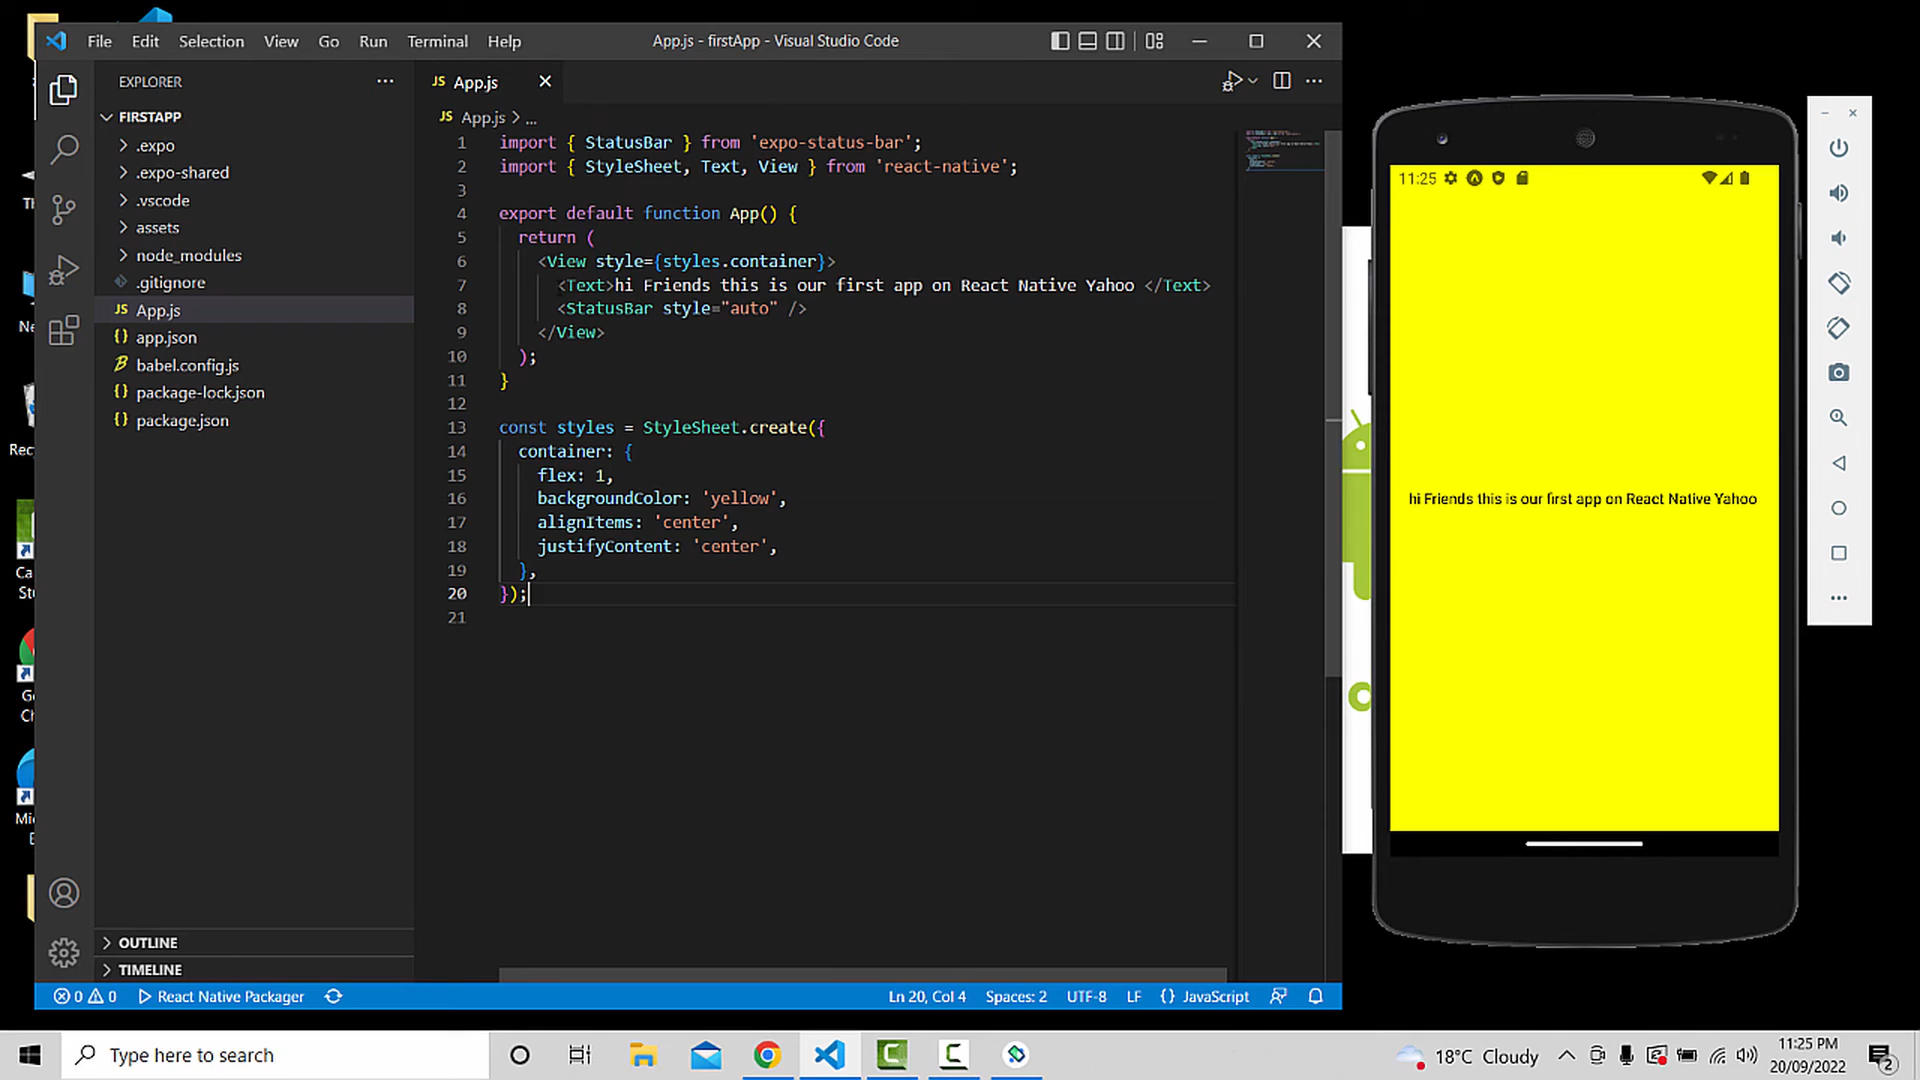 File Edit Selection View Go Run Terminal Help App.js - firstApp - Visual Studio Code
EXPLORER
FIRSTAPP
.expo
.expo-shared
.vscode
assets
node_modules
.gitignore
JS App.js
{} app.json
babel.config.js
{} package-lock.json
{} package.json
OUTLINE
TIMELINE
JS App.js
JS App.js > ...
1 import { StatusBar } from 'expo-status-bar';
2 import { StyleSheet, Text, View } from 'react-native';
3
4 export default function App() {
5 return (
6 <View style={styles.container}>
7 <Text>hi Friends this is our first app on React Native Yahoo </Text>
8 <StatusBar style="auto" />
9 </View>
10 );
11 }
12
13 const styles = StyleSheet.create({
14 container: {
15 flex: 1,
16 backgroundColor: 'yellow',
17 alignItems: 'center',
18 justifyContent: 'center',
19 },
20 });
21
0 0 React Native Packager Ln 20, Col 4 Spaces: 2 UTF-8 LF {} JavaScript
11:25
hi Friends this is our first app on React Native Yahoo
Type here to search
18°C Cloudy
11:25 PM
20/09/2022
2